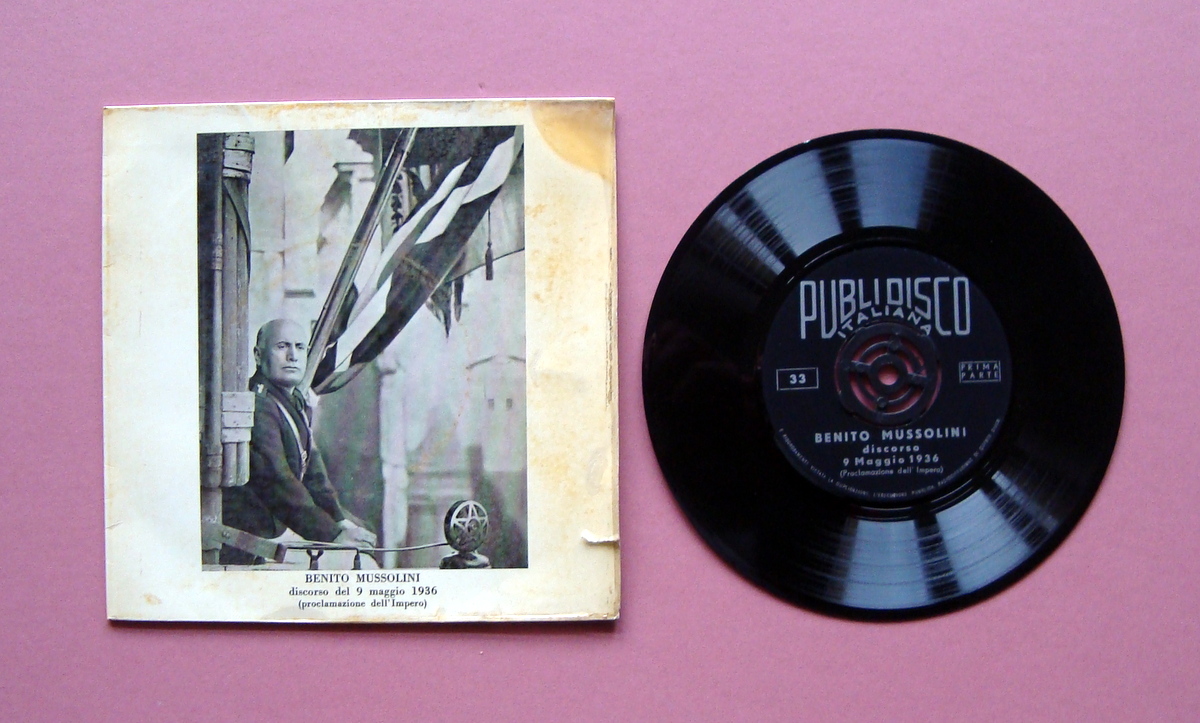 BENITO MUSSOLINI
discorso del 9 maggio 1936
(proclamazione dell'Impero)
PUBLIDISCO
ITALIANA
33
PRIMA
PARTE
BENITO MUSSOLINI
discorso
9 Maggio 1936
(Proclamazione dell' Impero)